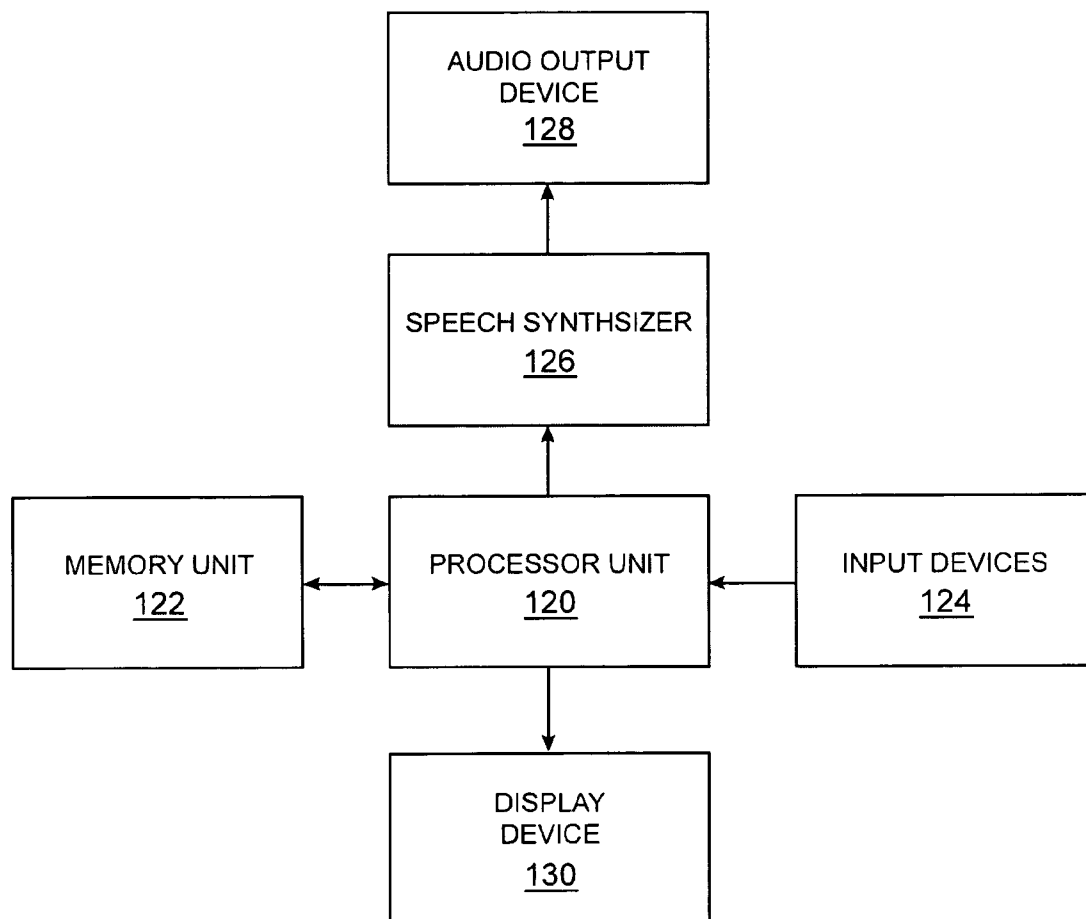 AUDIO OUTPUT
DEVICE
128
SPEECH SYNTHSIZER
126
MEMORY UNIT
122
PROCESSOR UNIT
120
INPUT DEVICES
124
DISPLAY
DEVICE
130